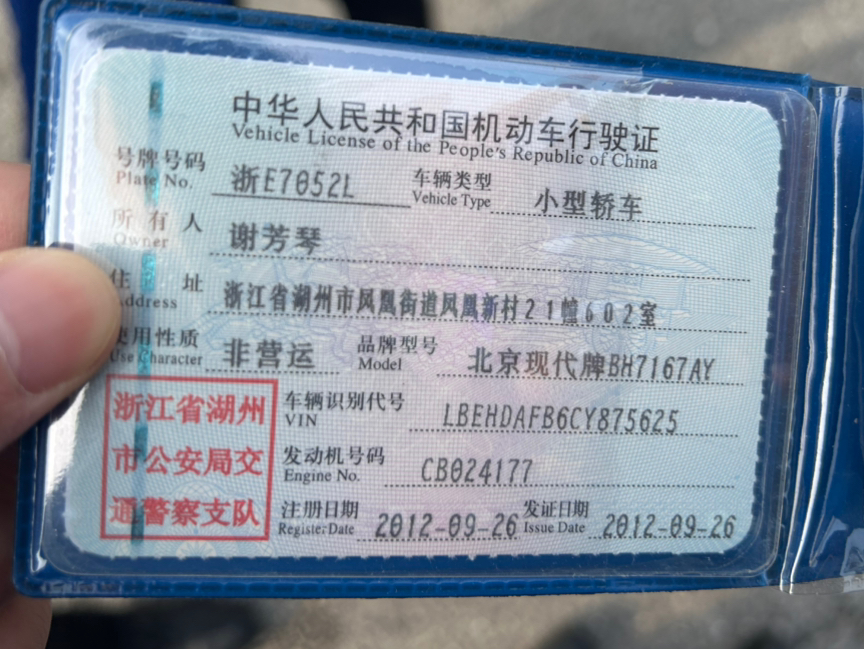 中华人民共和国机动车行驶证
Vehicle License of the People's Republic of China
号牌号码 浙E7052L 车辆类型 小型轿车
Plate No. Vehicle Type
所有人 谢芳琴
Owner
住址 浙江省湖州市凤凰街道凤凰新村21幢602室
Address
使用性质 非营运 品牌型号 北京现代牌BH7167AY
Use Character Model
浙江省湖州
市公安局交
通警察支队
车辆识别代号 LBEHDAFB6CY875625
VIN
发动机号码 CB024177
Engine No.
注册日期 2012-09-26 发证日期 2012-09-26
Register Date Issue Date